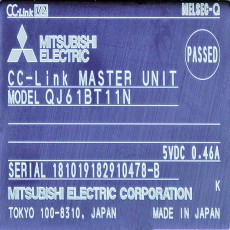 CC-Link V2 MELSEC-Q
MITSUBISHI
ELECTRIC
PASSED
CC-Link MASTER UNIT
MODEL QJ61BT11N
5VDC 0.46A
SERIAL 181019182910478-B
K
MITSUBISHI ELECTRIC CORPORATION
TOKYO 100-8310, JAPAN MADE IN JAPAN